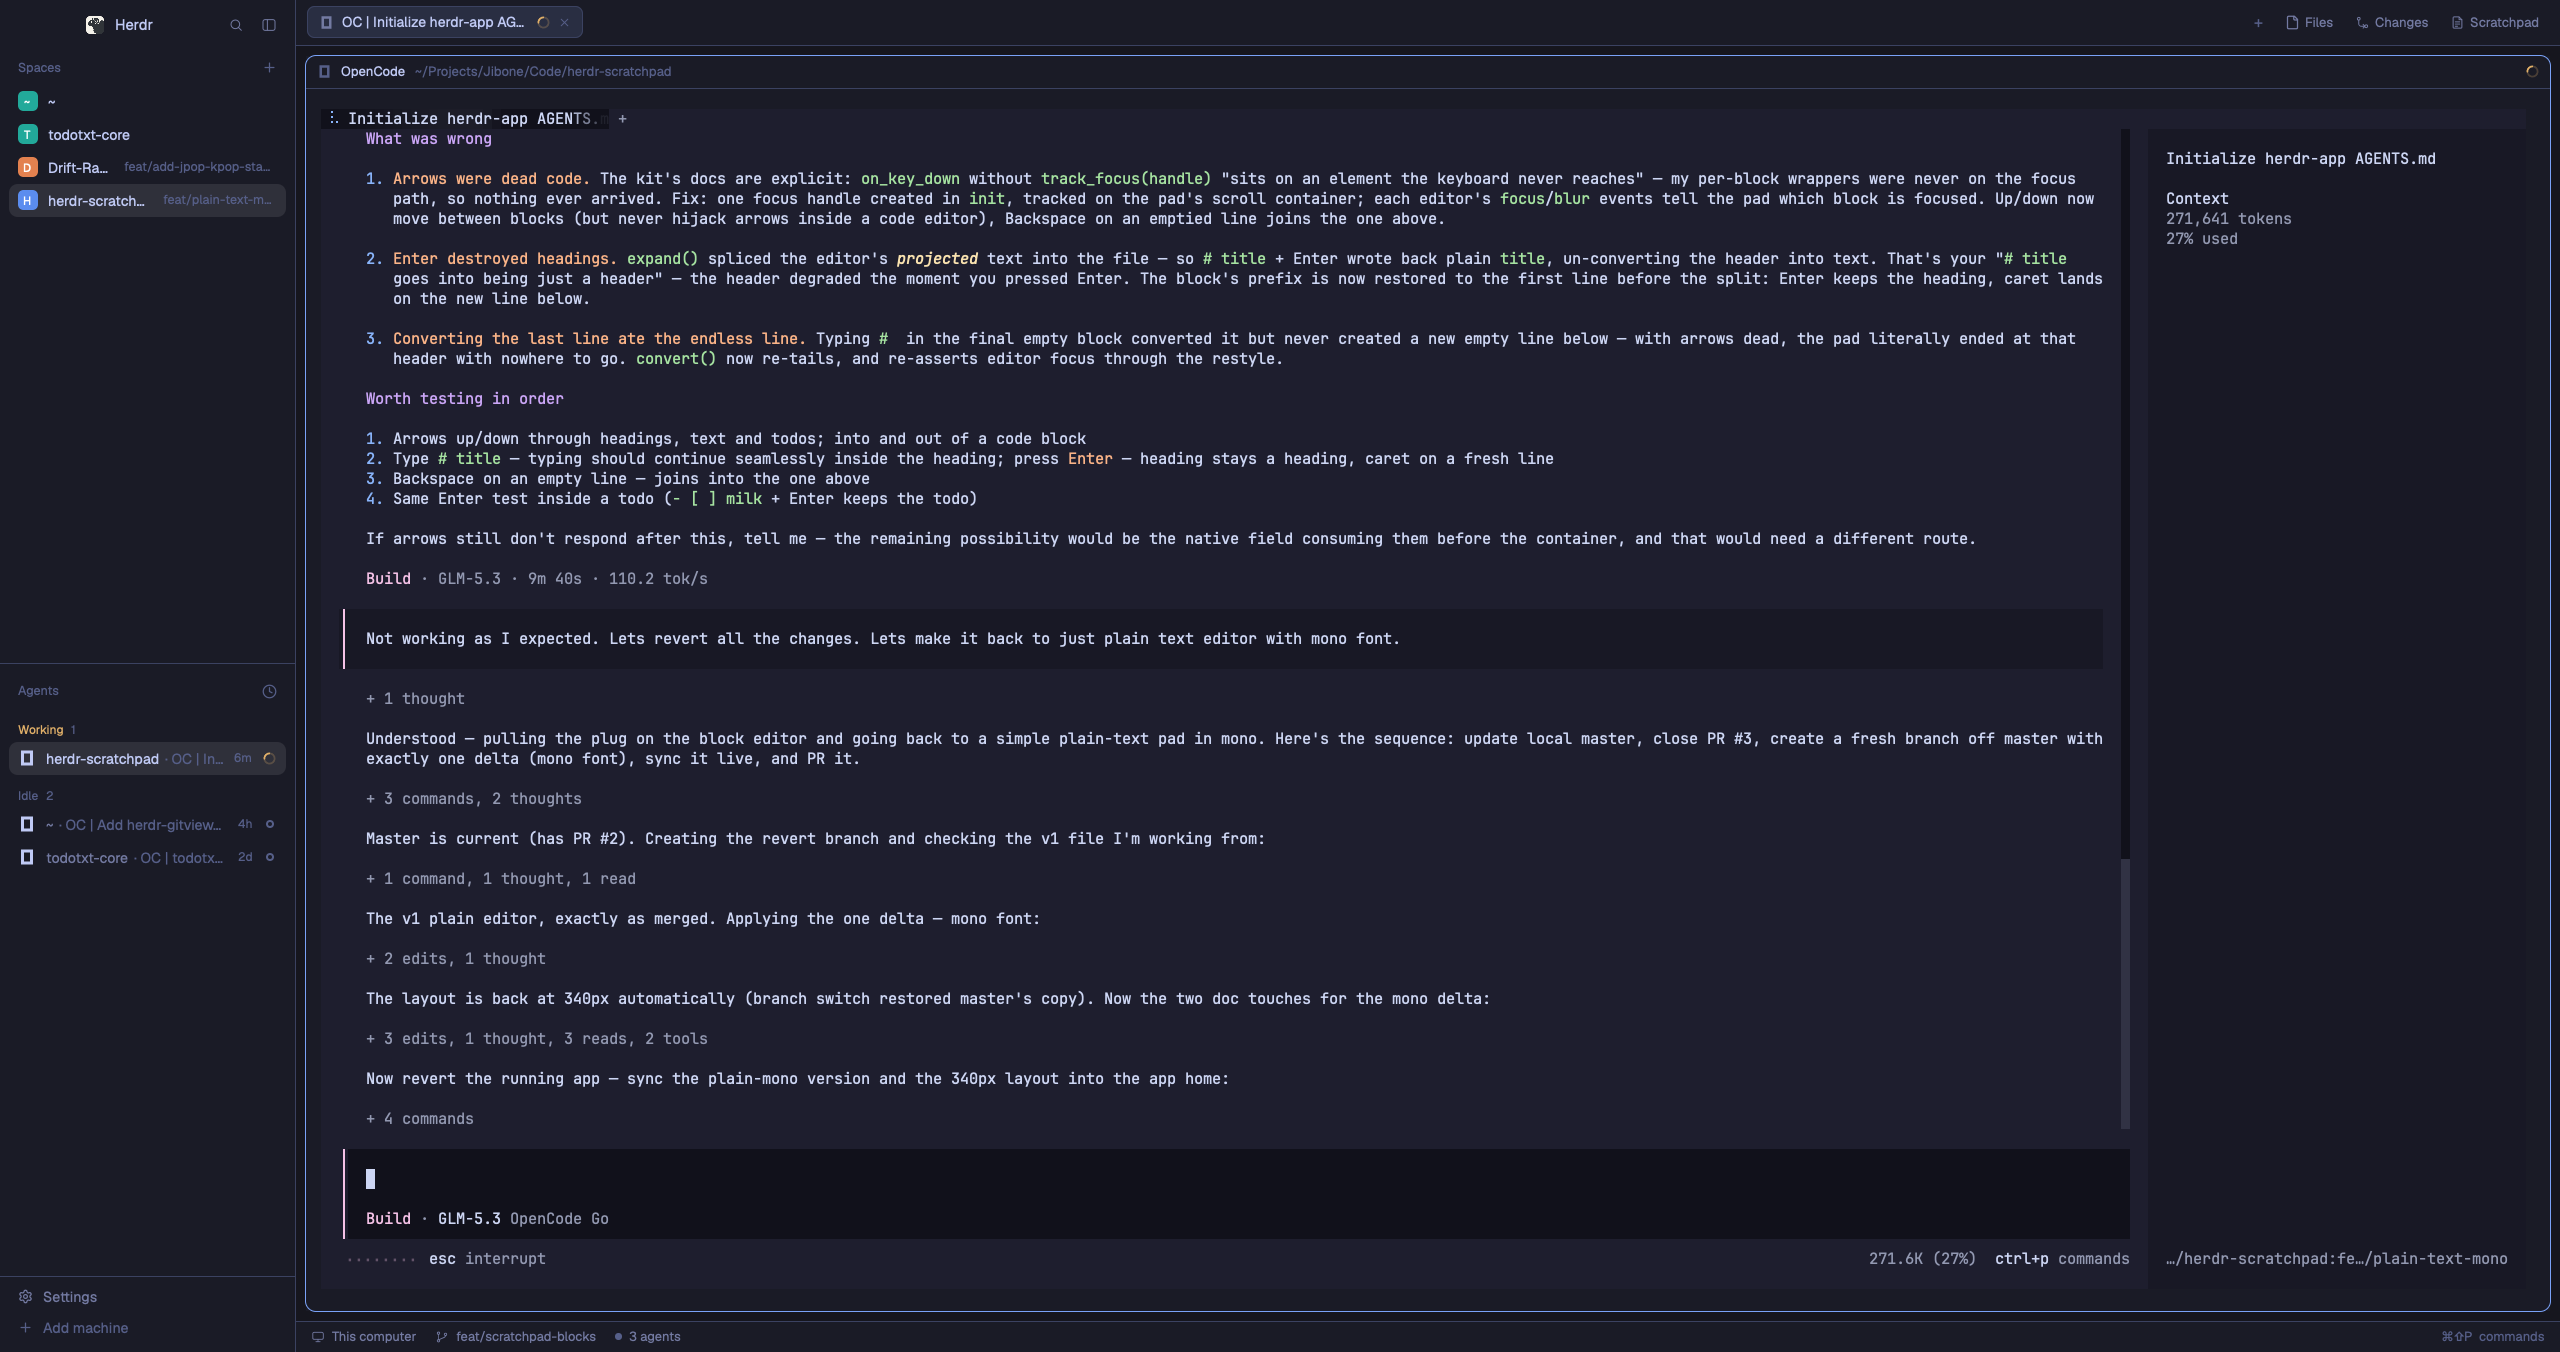 Herdr
Spaces
~ ~
T todotxt-core
D Drift-Ra... feat/add-jpop-kpop-sta...
H herdr-scratch... feat/plain-text-m...
Agents
Working 1
herdr-scratchpad · OC | In... 6m
Idle 2
~ · OC | Add herdr-gitview... 4h
todotxt-core · OC | todotx... 2d
Settings
+ Add machine
OC | Initialize herdr-app AG... ×
+ Files Changes Scratchpad
OpenCode ~/Projects/Jibone/Code/herdr-scratchpad
Initialize herdr-app AGENTS.m +
What was wrong
1. Arrows were dead code. The kit's docs are explicit: on_key_down without track_focus(handle) "sits on an element the keyboard never reaches" — my per-block wrappers were never on the focus
path, so nothing ever arrived. Fix: one focus handle created in init, tracked on the pad's scroll container; each editor's focus/blur events tell the pad which block is focused. Up/down now
move between blocks (but never hijack arrows inside a code editor), Backspace on an emptied line joins the one above.
2. Enter destroyed headings. expand() spliced the editor's projected text into the file — so # title + Enter wrote back plain title, un-converting the header into text. That's your "# title
goes into being just a header" — the header degraded the moment you pressed Enter. The block's prefix is now restored to the first line before the split: Enter keeps the heading, caret lands
on the new line below.
3. Converting the last line ate the endless line. Typing #  in the final empty block converted it but never created a new empty line below — with arrows dead, the pad literally ended at that
header with nowhere to go. convert() now re-tails, and re-asserts editor focus through the restyle.
Worth testing in order
1. Arrows up/down through headings, text and todos; into and out of a code block
2. Type # title — typing should continue seamlessly inside the heading; press Enter — heading stays a heading, caret on a fresh line
3. Backspace on an empty line — joins into the one above
4. Same Enter test inside a todo (- [ ] milk + Enter keeps the todo)
If arrows still don't respond after this, tell me — the remaining possibility would be the native field consuming them before the container, and that would need a different route.
Build · GLM-5.3 · 9m 40s · 110.2 tok/s
Not working as I expected. Lets revert all the changes. Lets make it back to just plain text editor with mono font.
+ 1 thought
Understood — pulling the plug on the block editor and going back to a simple plain-text pad in mono. Here's the sequence: update local master, close PR #3, create a fresh branch off master with
exactly one delta (mono font), sync it live, and PR it.
+ 3 commands, 2 thoughts
Master is current (has PR #2). Creating the revert branch and checking the v1 file I'm working from:
+ 1 command, 1 thought, 1 read
The v1 plain editor, exactly as merged. Applying the one delta — mono font:
+ 2 edits, 1 thought
The layout is back at 340px automatically (branch switch restored master's copy). Now the two doc touches for the mono delta:
+ 3 edits, 1 thought, 3 reads, 2 tools
Now revert the running app — sync the plain-mono version and the 340px layout into the app home:
+ 4 commands
Build · GLM-5.3 OpenCode Go
esc interrupt
271.6K (27%) ctrl+p commands
Initialize herdr-app AGENTS.md
Context
271,641 tokens
27% used
…/herdr-scratchpad:fe…/plain-text-mono
This computer feat/scratchpad-blocks 3 agents
⌘⇧P commands